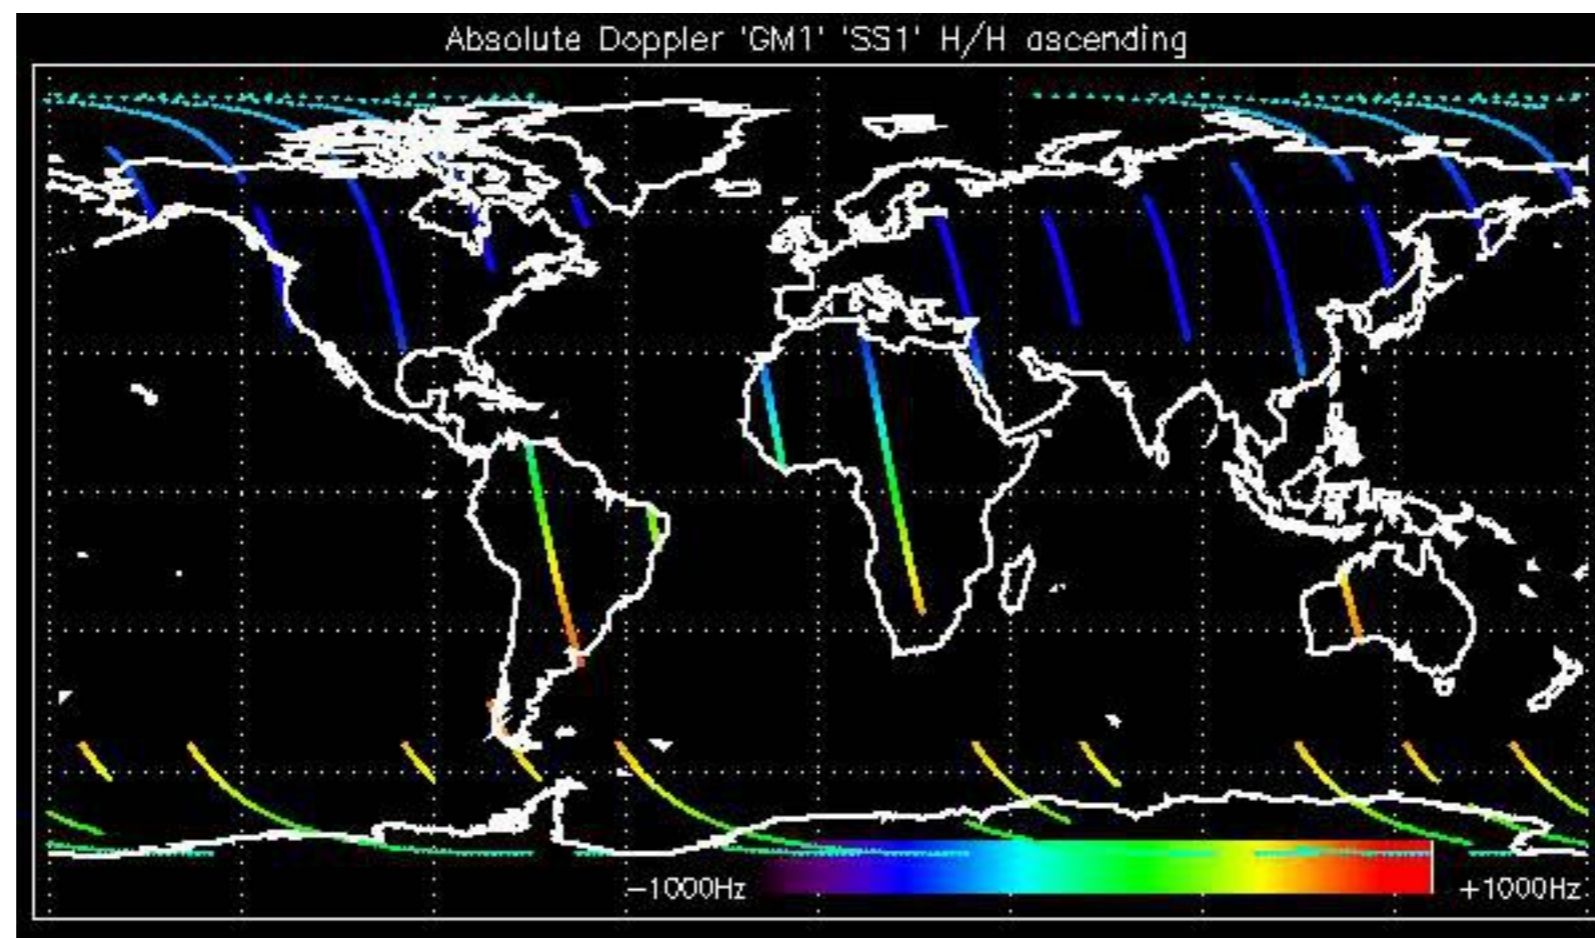 Absolute Doppler 'GM1' 'SS1' H/H ascending
-1000Hz +1000Hz